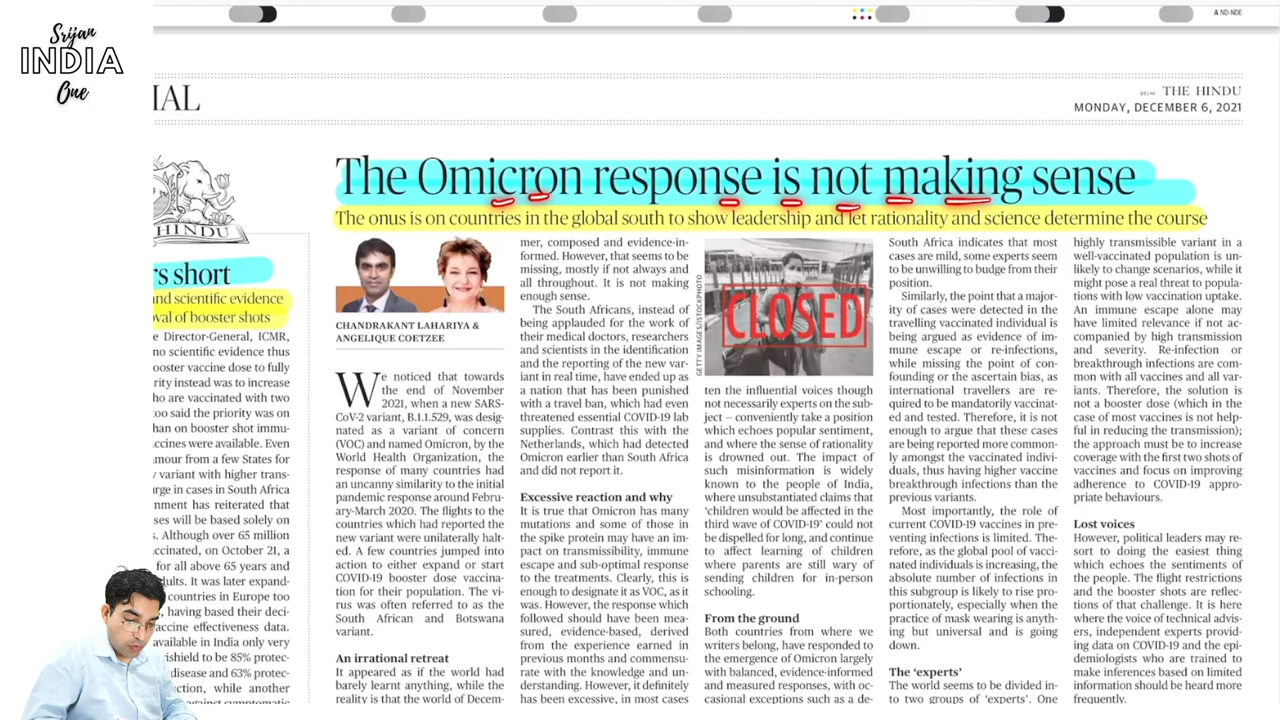 Srijan
INDIA
One
A ND-NDE
IAL
DELHI THE HINDU
MONDAY, DECEMBER 6, 2021
HINDU
rs short
and scientific evidence
oval of booster shots
e Director-General, ICMR,
no scientific evidence thus
ooster vaccine dose to fully
ority instead was to increase
ho are vaccinated with two
too said the priority was on
han on booster shot immu-
accines were available. Even
amour from a few States for
y variant with higher trans-
urge in cases in South Africa
rnment has reiterated that
ses will be based solely on
s. Although over 65 million
accinated, on October 21, a
for all above 65 years and
dults. It was later expand-
countries in Europe too
, having based their deci-
accine effectiveness data.
available in India only very
vishield to be 85% protec-
disease and 63% protec-
ction, while another
against symptomatic
The Omicron response is not making sense
The onus is on countries in the global south to show leadership and let rationality and science determine the course
CHANDRAKANT LAHARIYA &
ANGELIQUE COETZEE
We noticed that towards
the end of November
2021, when a new SARS-
CoV-2 variant, B.1.1.529, was desig-
nated as a variant of concern
(VOC) and named Omicron, by the
World Health Organization, the
response of many countries had
an uncanny similarity to the initial
pandemic response around Febru-
ary-March 2020. The flights to the
countries which had reported the
new variant were unilaterally halt-
ed. A few countries jumped into
action to either expand or start
COVID-19 booster dose vaccina-
tion for their population. The vi-
rus was often referred to as the
South African and Botswana
variant.
An irrational retreat
It appeared as if the world had
barely learnt anything, while the
reality is that the world of Decem-
mer, composed and evidence-in-
formed. However, that seems to be
missing, mostly if not always and
all throughout. It is not making
enough sense.
The South Africans, instead of
being applauded for the work of
their medical doctors, researchers
and scientists in the identification
and the reporting of the new var-
iant in real time, have ended up as
a nation that has been punished
with a travel ban, which had even
threatened essential COVID-19 lab
supplies. Contrast this with the
Netherlands, which had detected
Omicron earlier than South Africa
and did not report it.
Excessive reaction and why
It is true that Omicron has many
mutations and some of those in
the spike protein may have an im-
pact on transmissibility, immune
escape and sub-optimal response
to the treatments. Clearly, this is
enough to designate it as VOC, as it
was. However, the response which
followed should have been mea-
sured, evidence-based, derived
from the experience earned in
previous months and commensu-
rate with the knowledge and un-
derstanding. However, it definitely
has been excessive, in most cases
GETTY IMAGES/ISTOCKPHOTO
CLOSED
ten the influential voices though
not necessarily experts on the sub-
ject — conveniently take a position
which echoes popular sentiment,
and where the sense of rationality
is drowned out. The impact of
such misinformation is widely
known to the people of India,
where unsubstantiated claims that
‘children would be affected in the
third wave of COVID-19’ could not
be dispelled for long, and continue
to affect learning of children
where parents are still wary of
sending children for in-person
schooling.
From the ground
Both countries from where we
writers belong, have responded to
the emergence of Omicron largely
with balanced, evidence-informed
and measured responses, with oc-
casional exceptions such as a de-
South Africa indicates that most
cases are mild, some experts seem
to be unwilling to budge from their
position.
Similarly, the point that a major-
ity of cases were detected in the
travelling vaccinated individual is
being argued as evidence of im-
mune escape or re-infections,
while missing the point of con-
founding or the ascertain bias, as
international travellers are re-
quired to be mandatorily vaccinat-
ed and tested. Therefore, it is not
enough to argue that these cases
are being reported more common-
ly amongst the vaccinated indivi-
duals, thus having higher vaccine
breakthrough infections than the
previous variants.
Most importantly, the role of
current COVID-19 vaccines in pre-
venting infections is limited. The-
refore, as the global pool of vacci-
nated individuals is increasing, the
absolute number of infections in
this subgroup is likely to rise pro-
portionately, especially when the
practice of mask wearing is anyth-
ing but universal and is going
down.
The ‘experts’
The world seems to be divided in-
to two groups of ‘experts’. One
highly transmissible variant in a
well-vaccinated population is un-
likely to change scenarios, while it
might pose a real threat to popula-
tions with low vaccination uptake.
An immune escape alone may
have limited relevance if not ac-
companied by high transmission
and severity. Re-infection or
breakthrough infections are com-
mon with all vaccines and all var-
iants. Therefore, the solution is
not a booster dose (which in the
case of most vaccines is not help-
ful in reducing the transmission);
the approach must be to increase
coverage with the first two shots of
vaccines and focus on improving
adherence to COVID-19 appro-
priate behaviours.
Lost voices
However, political leaders may re-
sort to doing the easiest thing
which echoes the sentiments of
the people. The flight restrictions
and the boosters are reflec-
tions of that challenge. It is here
where the voice of technical advis-
ers, independent experts provid-
ing data on COVID-19 and the epi-
demiologists who are trained to
make inferences based on limited
information should be heard more
frequently.